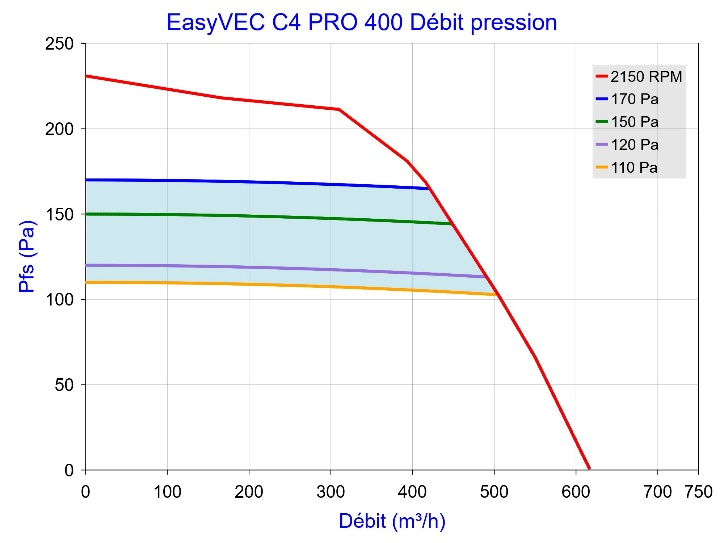 EasyVEC C4 PRO 400 Débit pression
250
200
150
100
50
0
Pfs (Pa)
2150 RPM
170 Pa
150 Pa
120 Pa
110 Pa
0 100 200 300 400 500 600 700 750
Débit (m³/h)